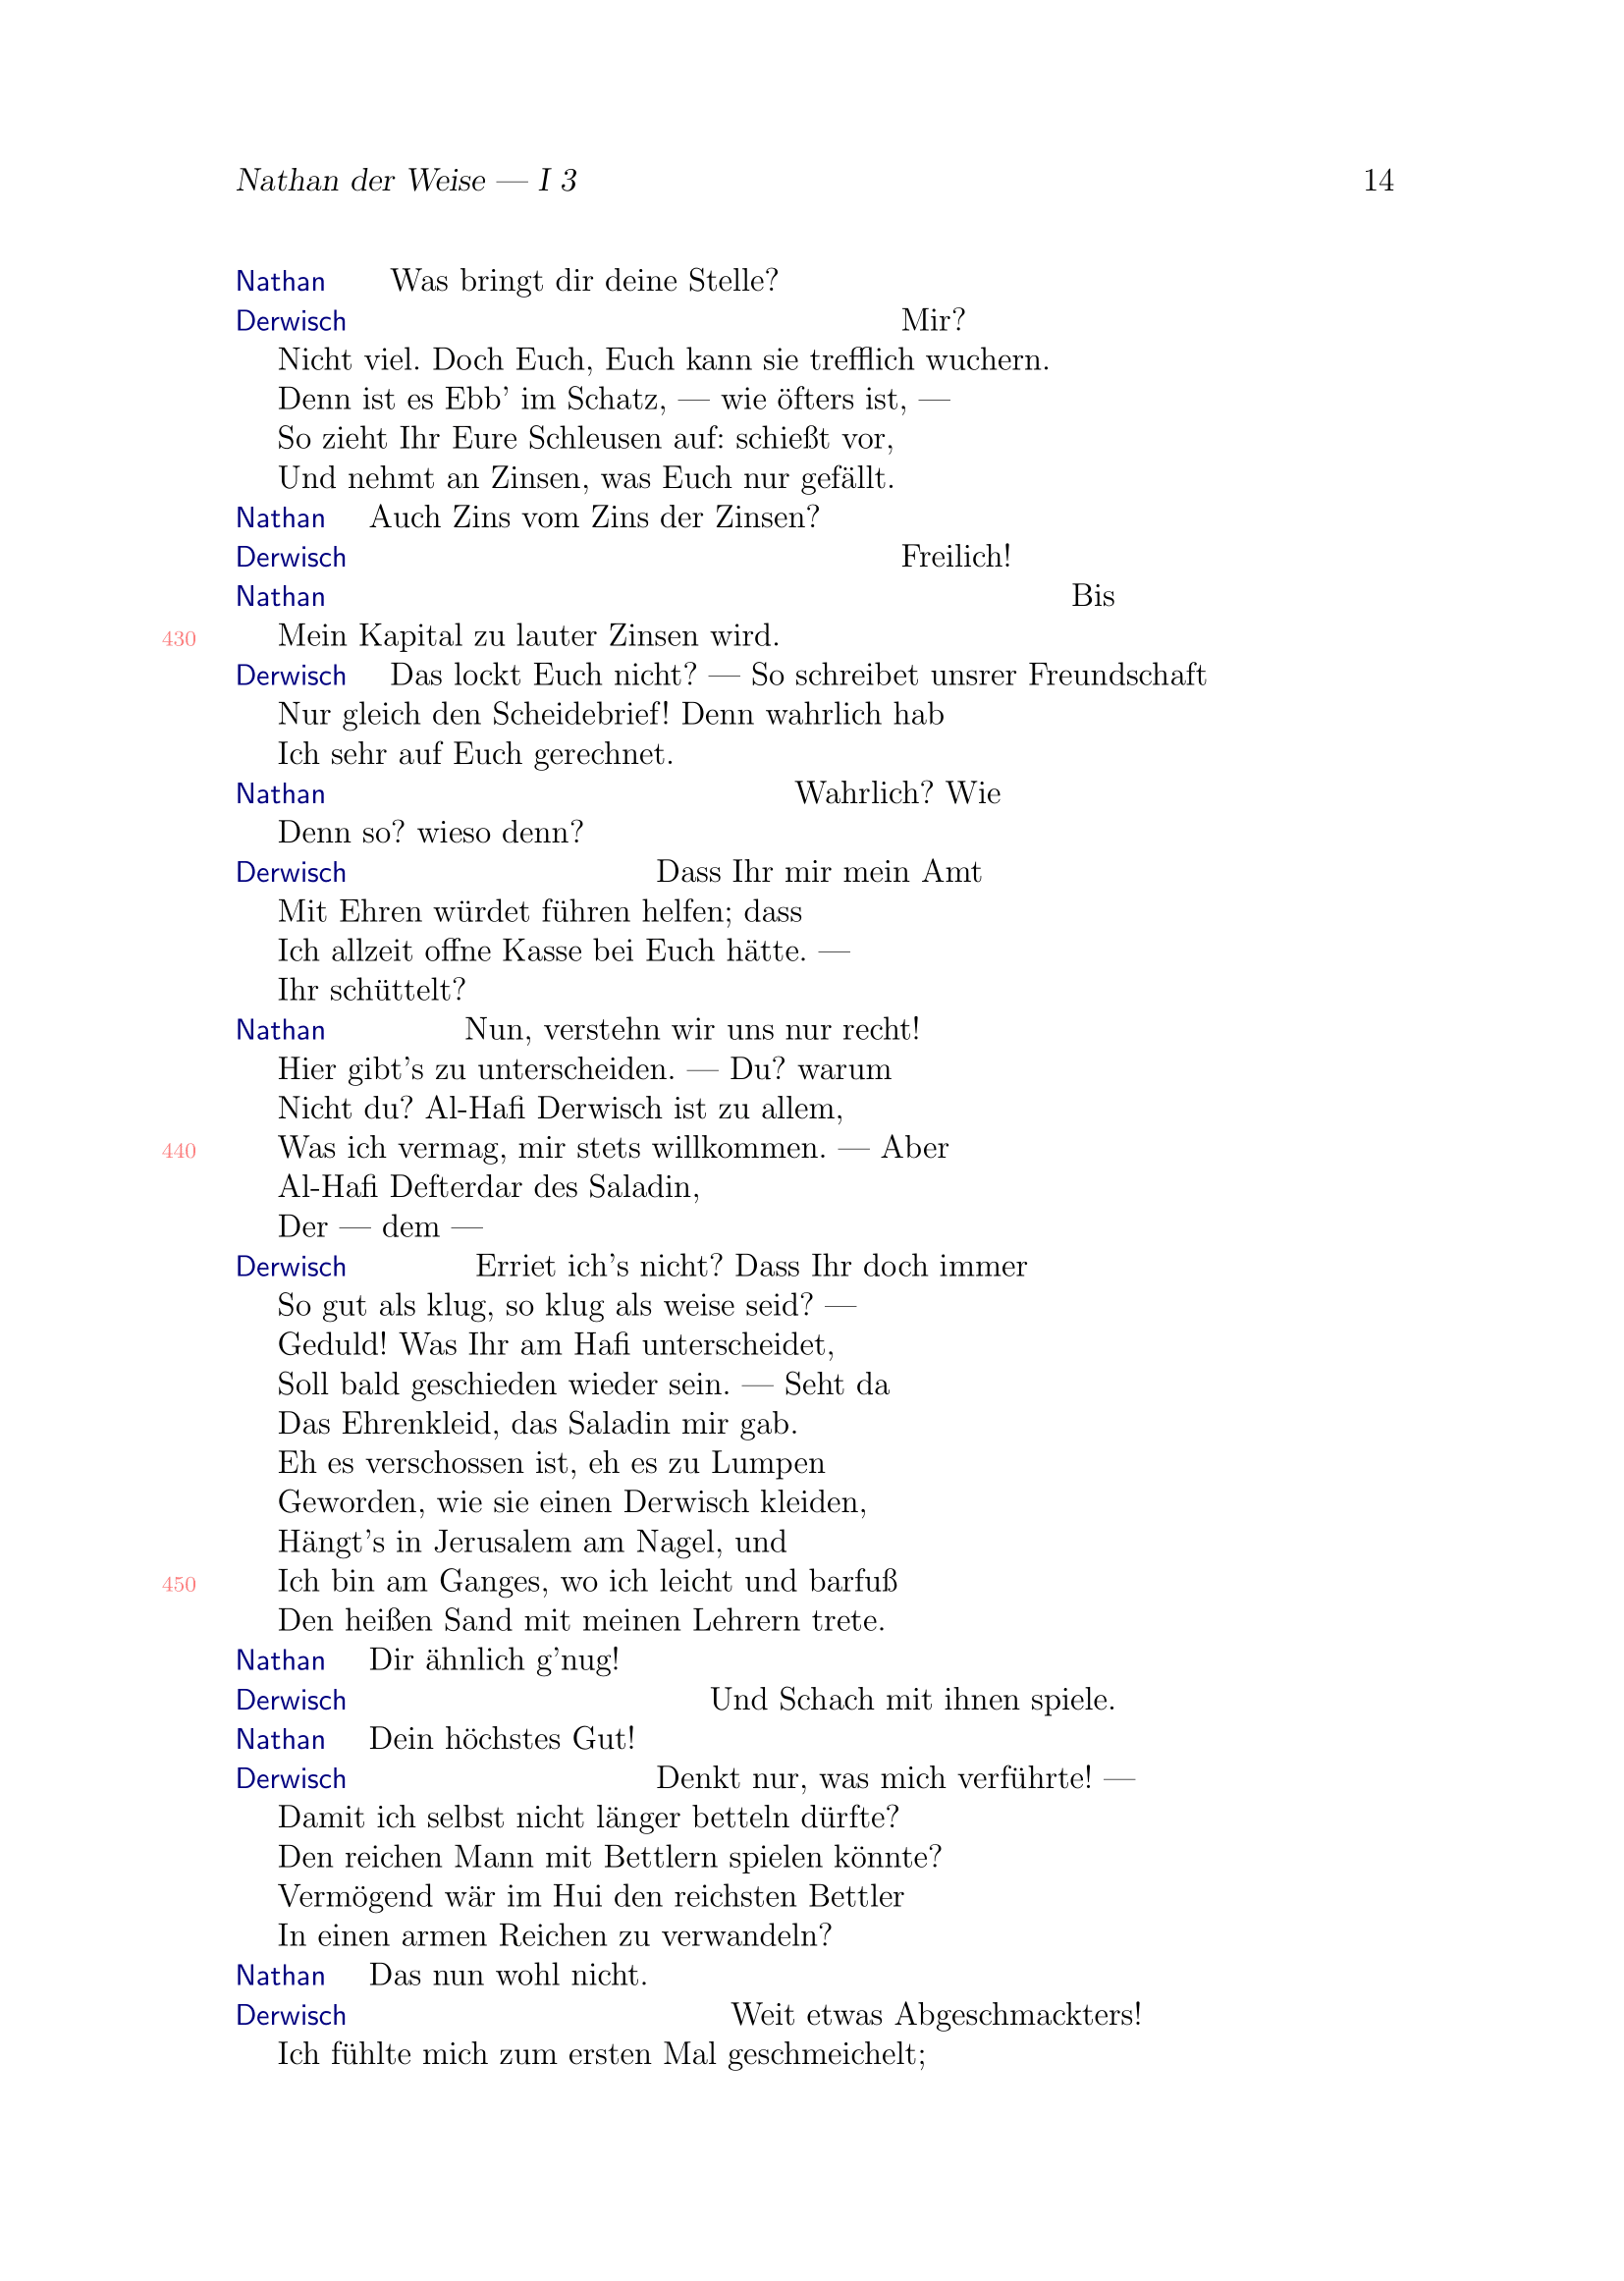 Nathan der Weise — I 3 14
Nathan Was bringt dir deine Stelle?
Derwisch Mir?
Nicht viel. Doch Euch, Euch kann sie trefflich wuchern.
Denn ist es Ebb' im Schatz, — wie öfters ist, —
So zieht Ihr Eure Schleusen auf: schießt vor,
Und nehmt an Zinsen, was Euch nur gefällt.
Nathan Auch Zins vom Zins der Zinsen?
Derwisch Freilich!
Nathan Bis
430 Mein Kapital zu lauter Zinsen wird.
Derwisch Das lockt Euch nicht? — So schreibet unsrer Freundschaft
Nur gleich den Scheidebrief! Denn wahrlich hab
Ich sehr auf Euch gerechnet.
Nathan Wahrlich? Wie
Denn so? wieso denn?
Derwisch Dass Ihr mir mein Amt
Mit Ehren würdet führen helfen; dass
Ich allzeit offne Kasse bei Euch hätte. —
Ihr schüttelt?
Nathan Nun, verstehn wir uns nur recht!
Hier gibt's zu unterscheiden. — Du? warum
Nicht du? Al-Hafi Derwisch ist zu allem,
440 Was ich vermag, mir stets willkommen. — Aber
Al-Hafi Defterdar des Saladin,
Der — dem —
Derwisch Erriet ich's nicht? Dass Ihr doch immer
So gut als klug, so klug als weise seid? —
Geduld! Was Ihr am Hafi unterscheidet,
Soll bald geschieden wieder sein. — Seht da
Das Ehrenkleid, das Saladin mir gab.
Eh es verschossen ist, eh es zu Lumpen
Geworden, wie sie einen Derwisch kleiden,
Hängt's in Jerusalem am Nagel, und
450 Ich bin am Ganges, wo ich leicht und barfuß
Den heißen Sand mit meinen Lehrern trete.
Nathan Dir ähnlich g'nug!
Derwisch Und Schach mit ihnen spiele.
Nathan Dein höchstes Gut!
Derwisch Denkt nur, was mich verführte! —
Damit ich selbst nicht länger betteln dürfte?
Den reichen Mann mit Bettlern spielen könnte?
Vermögend wär im Hui den reichsten Bettler
In einen armen Reichen zu verwandeln?
Nathan Das nun wohl nicht.
Derwisch Weit etwas Abgeschmackters!
Ich fühlte mich zum ersten Mal geschmeichelt;